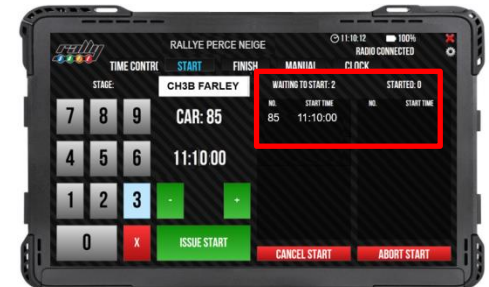 rally
RALLYE PERCE NEIGE
11:10:12 100%
RADIO CONNECTED
TIME CONTRO START FINISH MANUAL CLOCK
STAGE: CH3B FARLEY
WAITING TO START: 2 STARTED: 0
NO. START TIME NO. START TIME
85 11:10:00
7 8 9 CAR: 85
4 5 6 11:10:00
1 2 3 - +
0 X ISSUE START
CANCEL START ABORT START